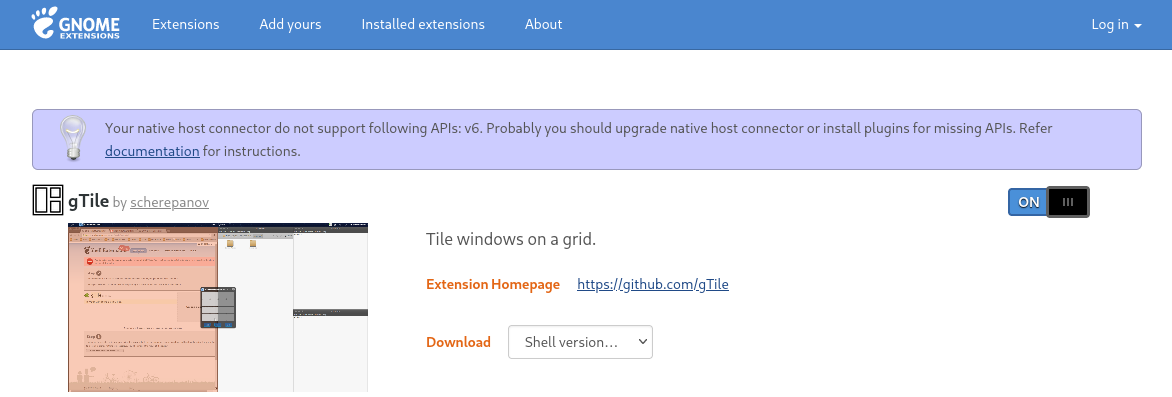 GNOME
EXTENSIONS
Extensions Add yours Installed extensions About Log in
Your native host connector do not support following APIs: v6. Probably you should upgrade native host connector or install plugins for missing APIs. Refer
documentation for instructions.
gTile by scherepanov
ON
Tile windows on a grid.
Extension Homepage https://github.com/gTile
Download Shell version...